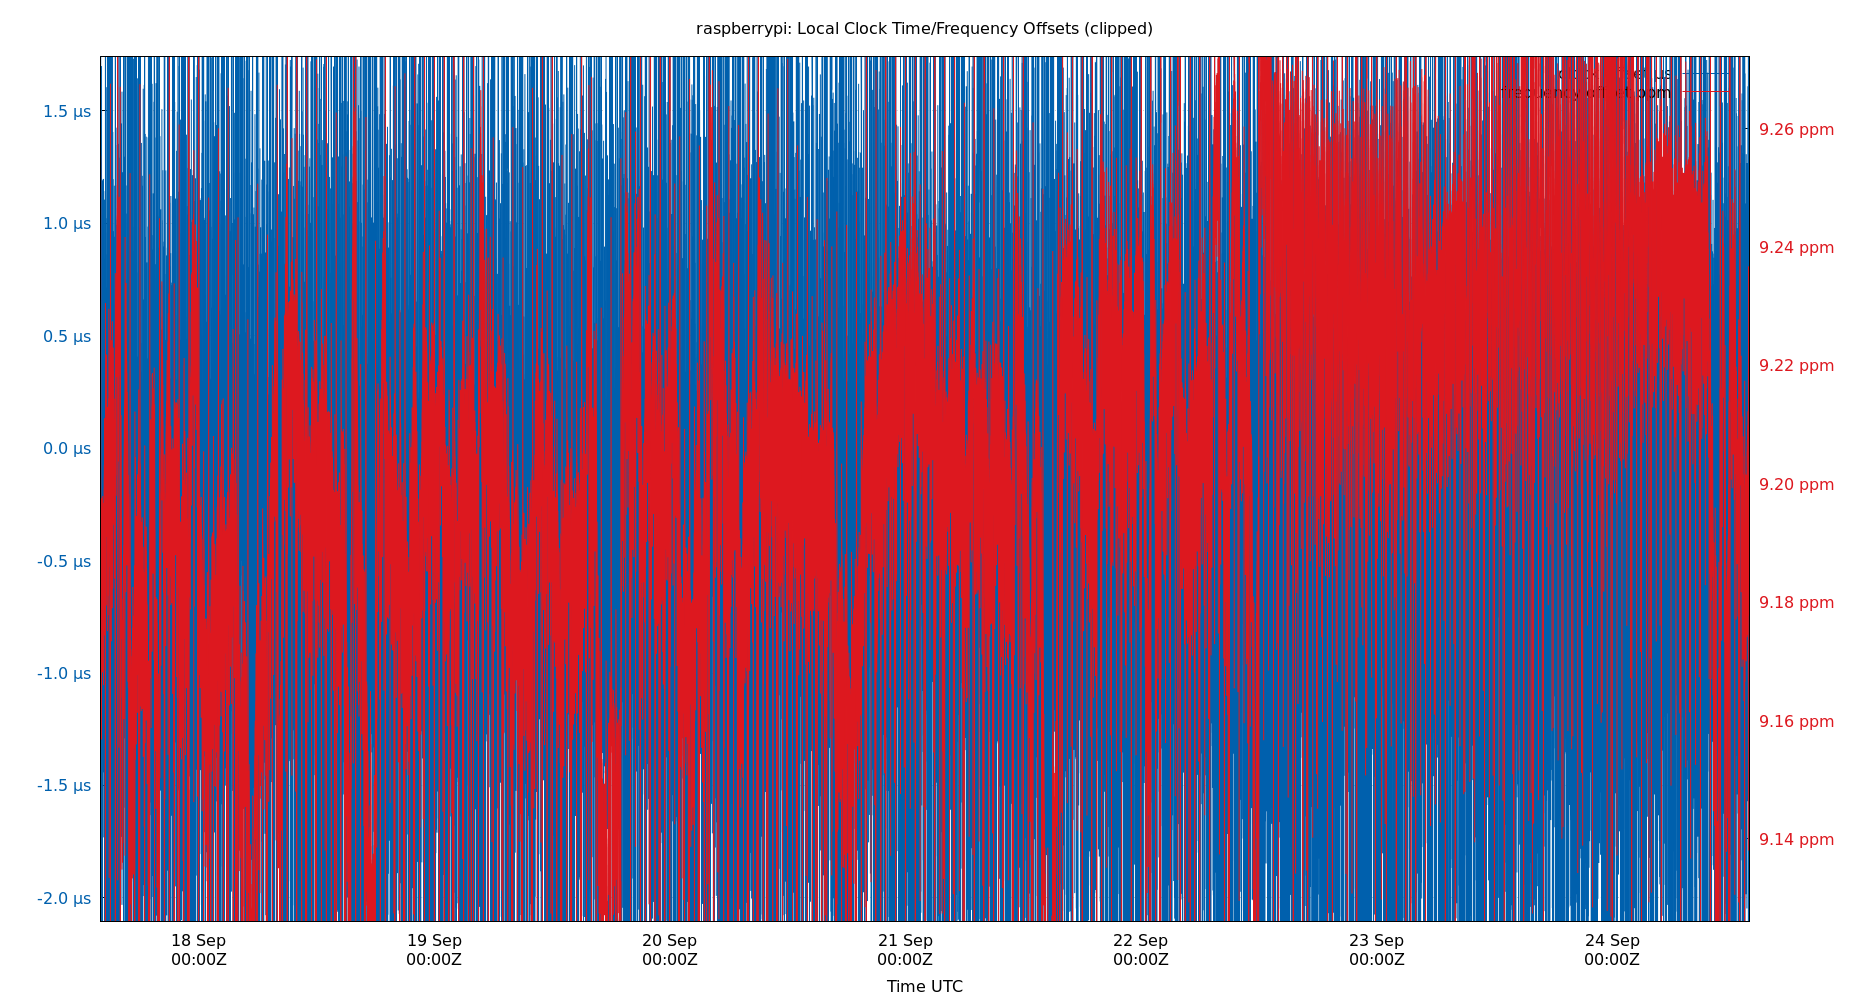 raspberrypi: Local Clock Time/Frequency Offsets (clipped)
frequency offset ppm
1.5 μs
1.0 μs
0.5 μs
0.0 μs
-0.5 μs
-1.0 μs
-1.5 μs
-2.0 μs
9.26 ppm
9.24 ppm
9.22 ppm
9.20 ppm
9.18 ppm
9.16 ppm
9.14 ppm
18 Sep 19 Sep 20 Sep 21 Sep 22 Sep 23 Sep 24 Sep
00:00Z 00:00Z 00:00Z 00:00Z 00:00Z 00:00Z 00:00Z
Time UTC